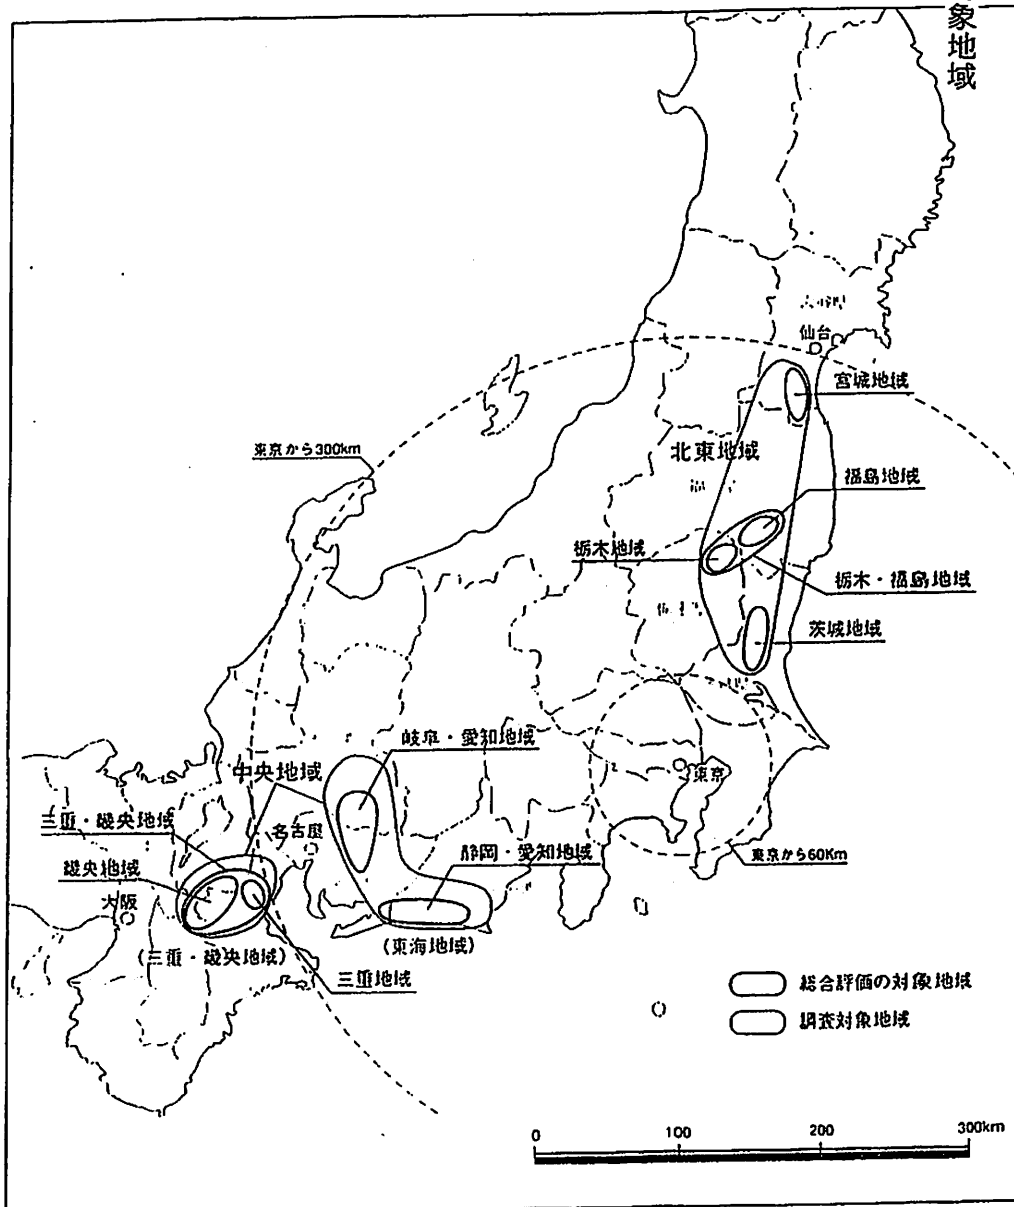 象地域
仙台
宮城地域
東京から300km
北東地域
福島地域
栃木地域
栃木・福島地域
茨城地域
岐阜・愛知地域
中央地域
東京
三重・畿央地域
名古屋
静岡・愛知地域
東京から60Km
畿央地域
大阪
(東海地域)
(三重・畿央地域)
三重地域
総合評価の対象地域
調査対象地域
0 100 200 300km